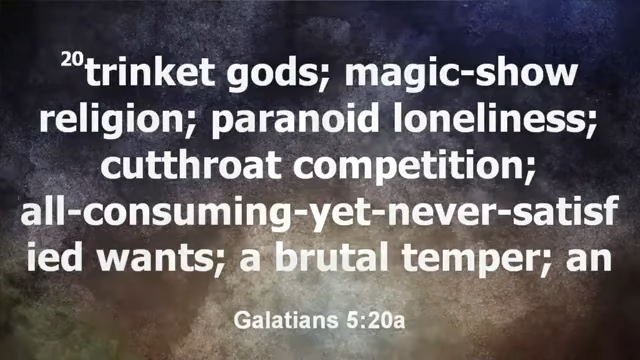 20trinket gods; magic-show
religion; paranoid loneliness;
cutthroat competition;
all-consuming-yet-never-satisf
ied wants; a brutal temper; an
Galatians 5:20a